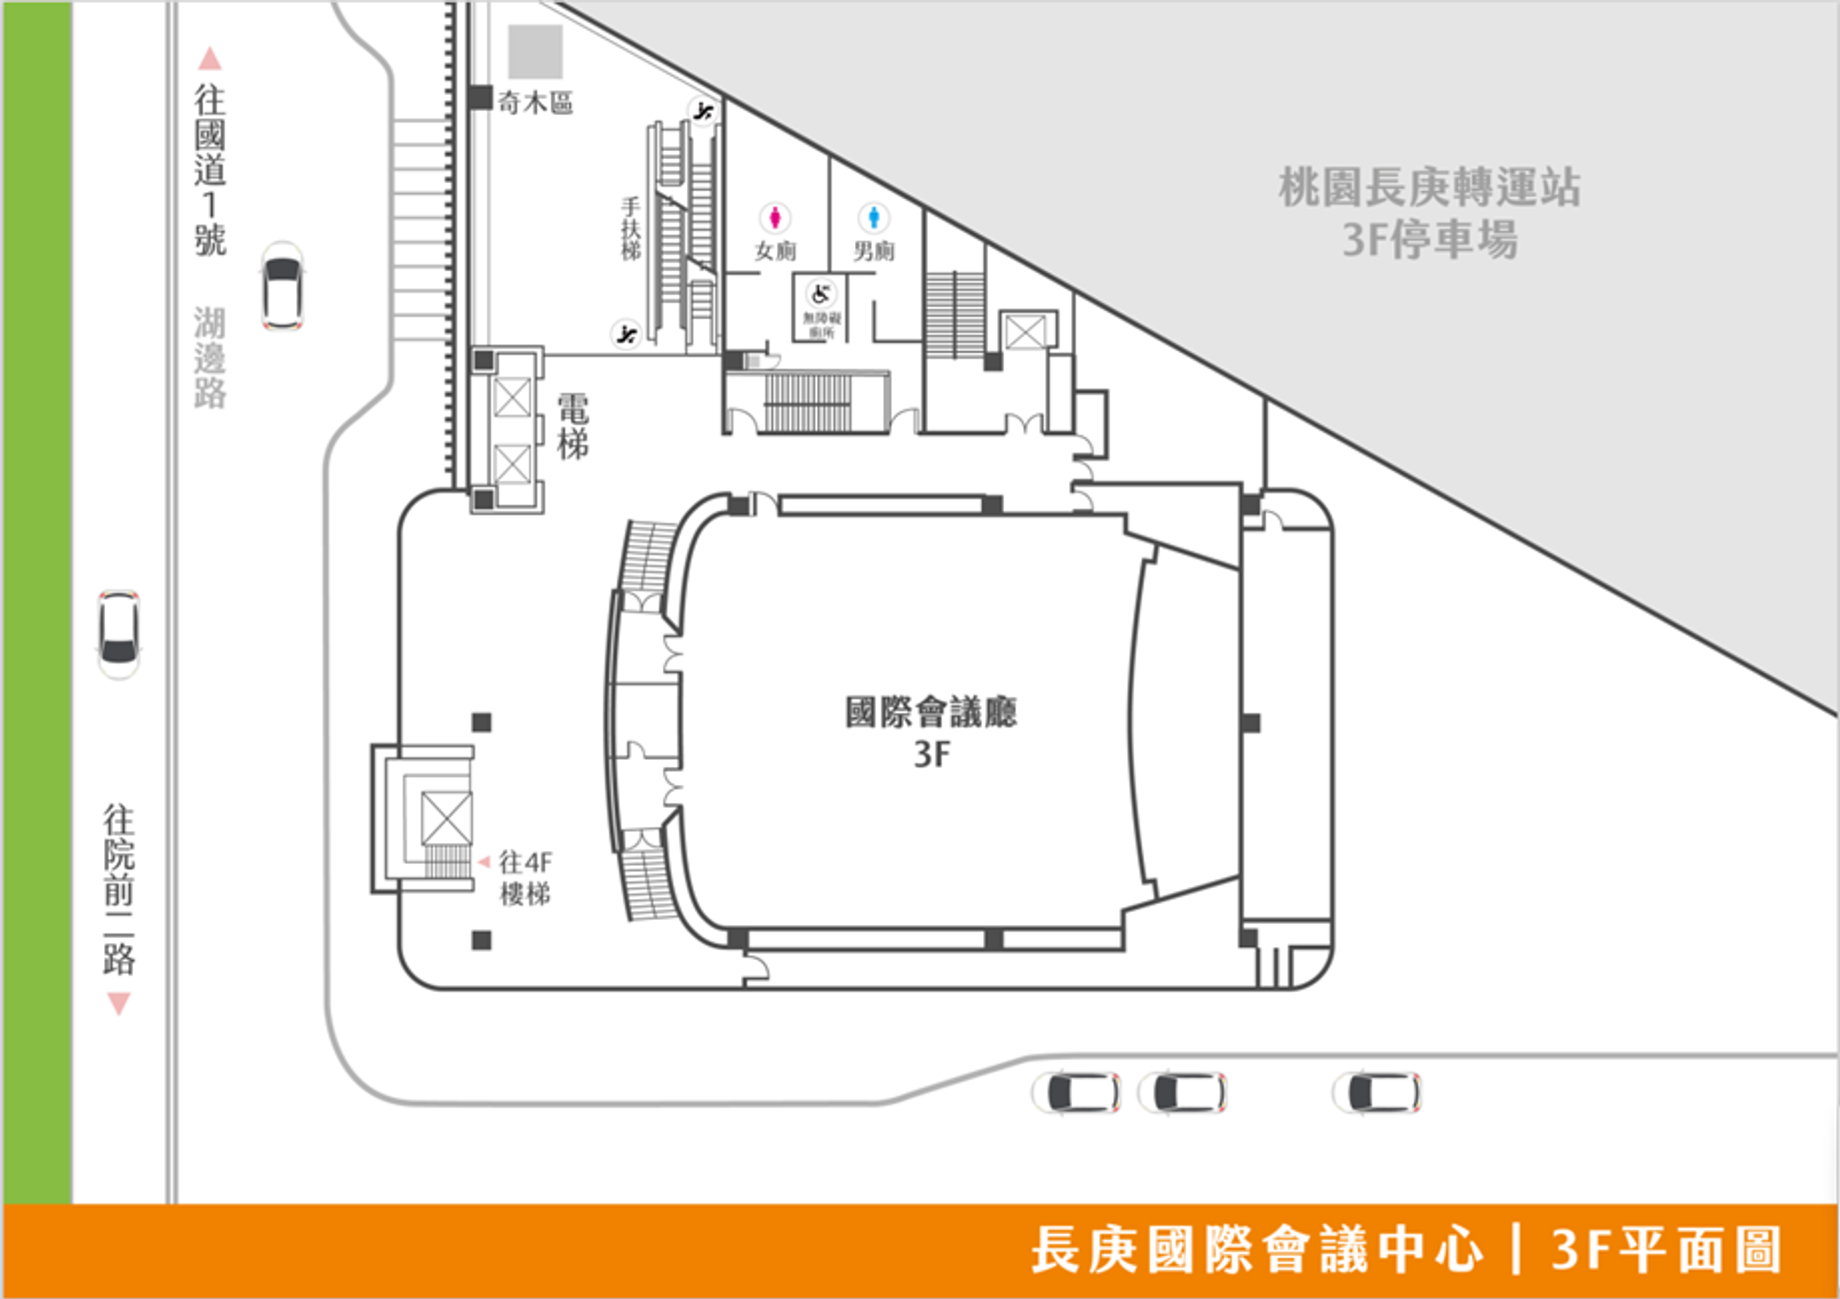 往國道1號
湖邊路
往院前二路
奇木區
手扶梯
女廁
男廁
無障礙
廁所
電梯
桃園長庚轉運站
3F停車場
國際會議廳
3F
往4F
樓梯
長庚國際會議中心｜3F平面圖